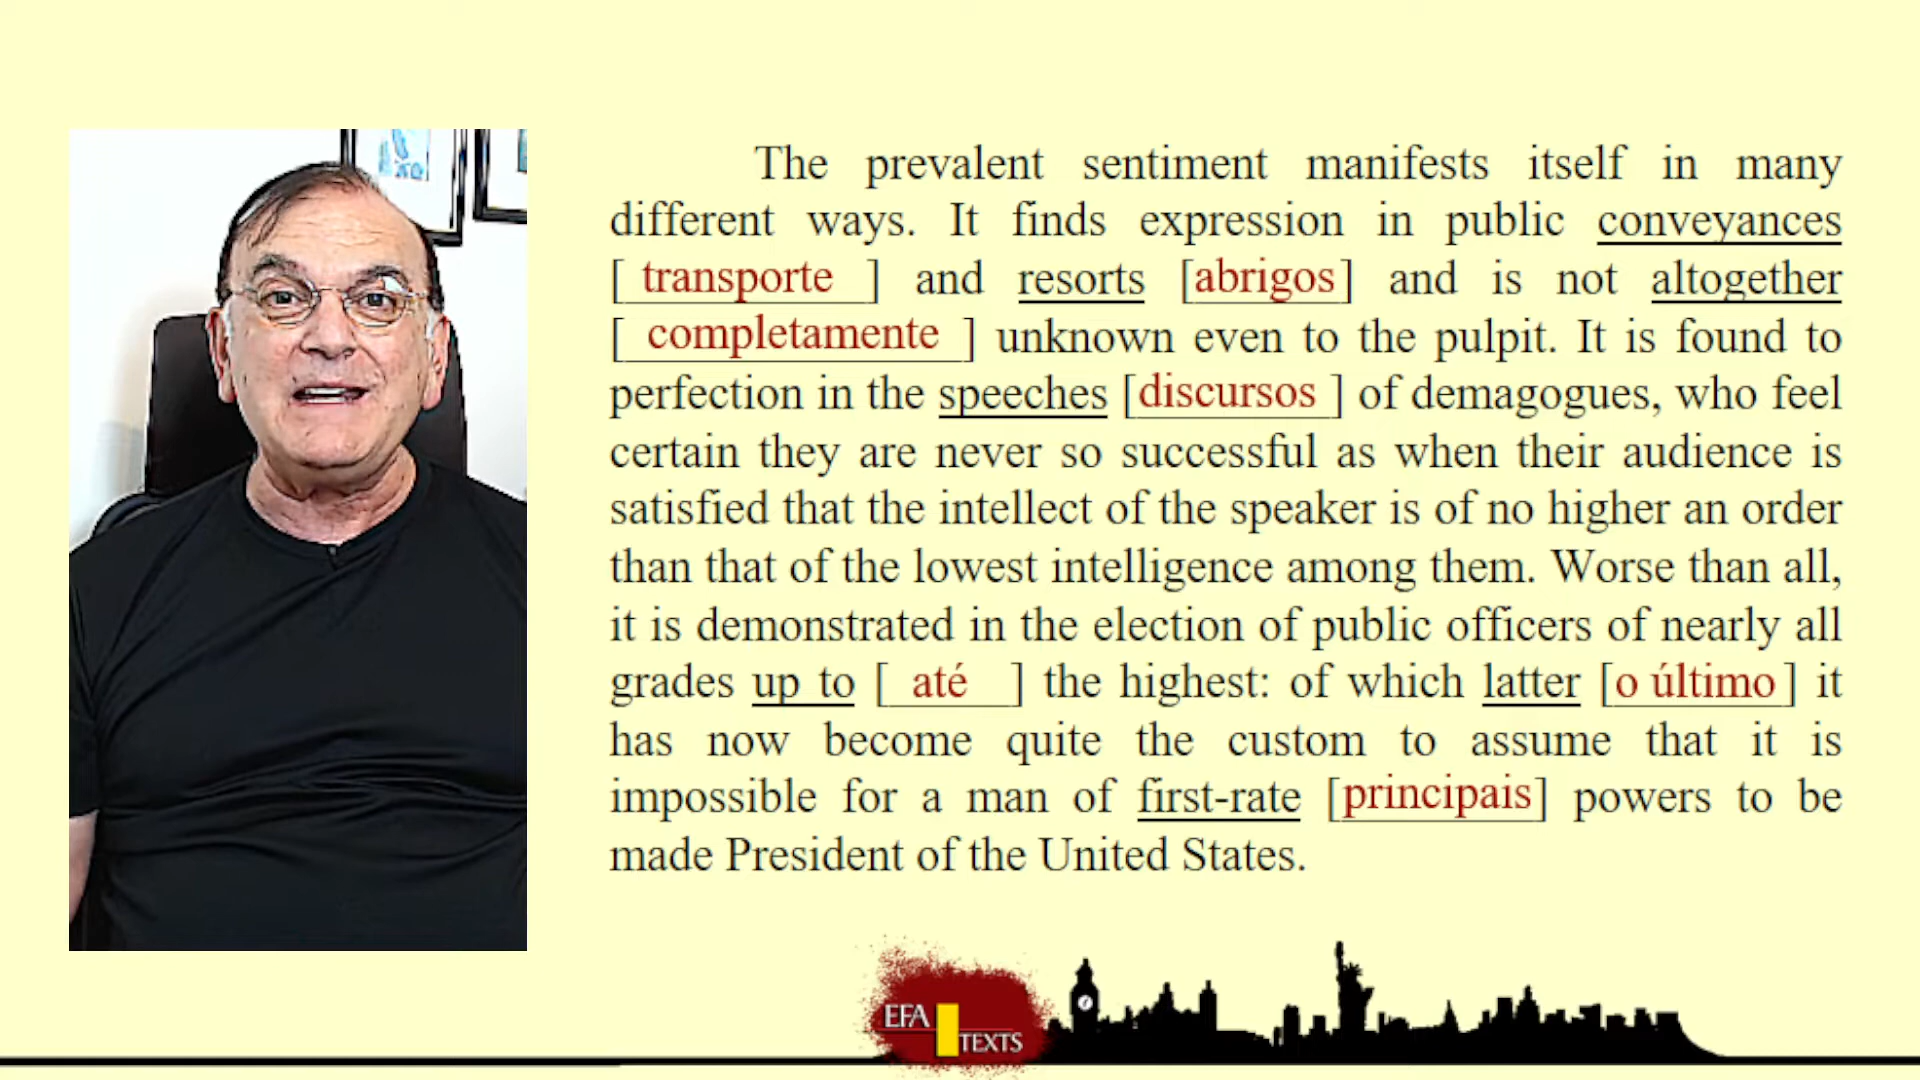 The prevalent sentiment manifests itself in many
different ways. It finds expression in public conveyances
[ transporte ] and resorts [abrigos] and is not altogether
[ completamente ] unknown even to the pulpit. It is found to
perfection in the speeches [discursos ] of demagogues, who feel
certain they are never so successful as when their audience is
satisfied that the intellect of the speaker is of no higher an order
than that of the lowest intelligence among them. Worse than all,
it is demonstrated in the election of public officers of nearly all
grades up to [ até ] the highest: of which latter [o último] it
has now become quite the custom to assume that it is
impossible for a man of first-rate [principais] powers to be
made President of the United States.
EFA
TEXTS